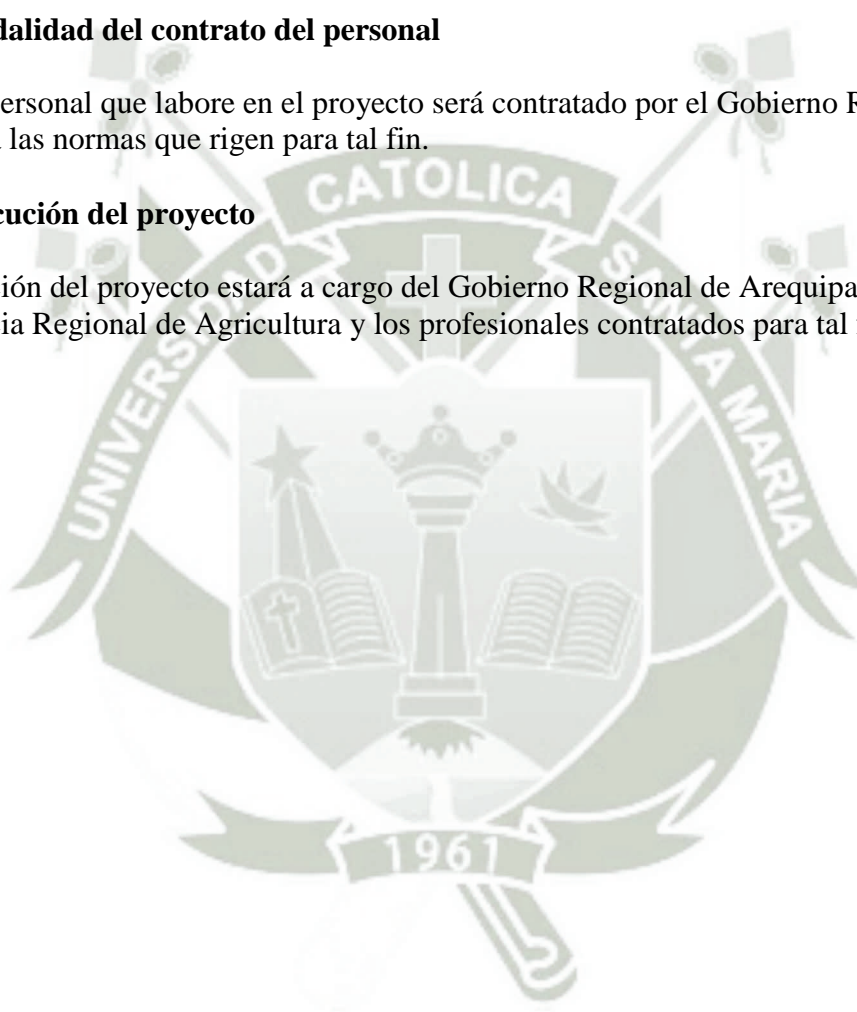 dalidad del contrato del personal
ersonal que labore en el proyecto será contratado por el Gobierno R
las normas que rigen para tal fin.
cución del proyecto
ión del proyecto estará a cargo del Gobierno Regional de Arequipa
ia Regional de Agricultura y los profesionales contratados para tal
UNIVERSIDAD CATOLICA SANTA MARIA
1961